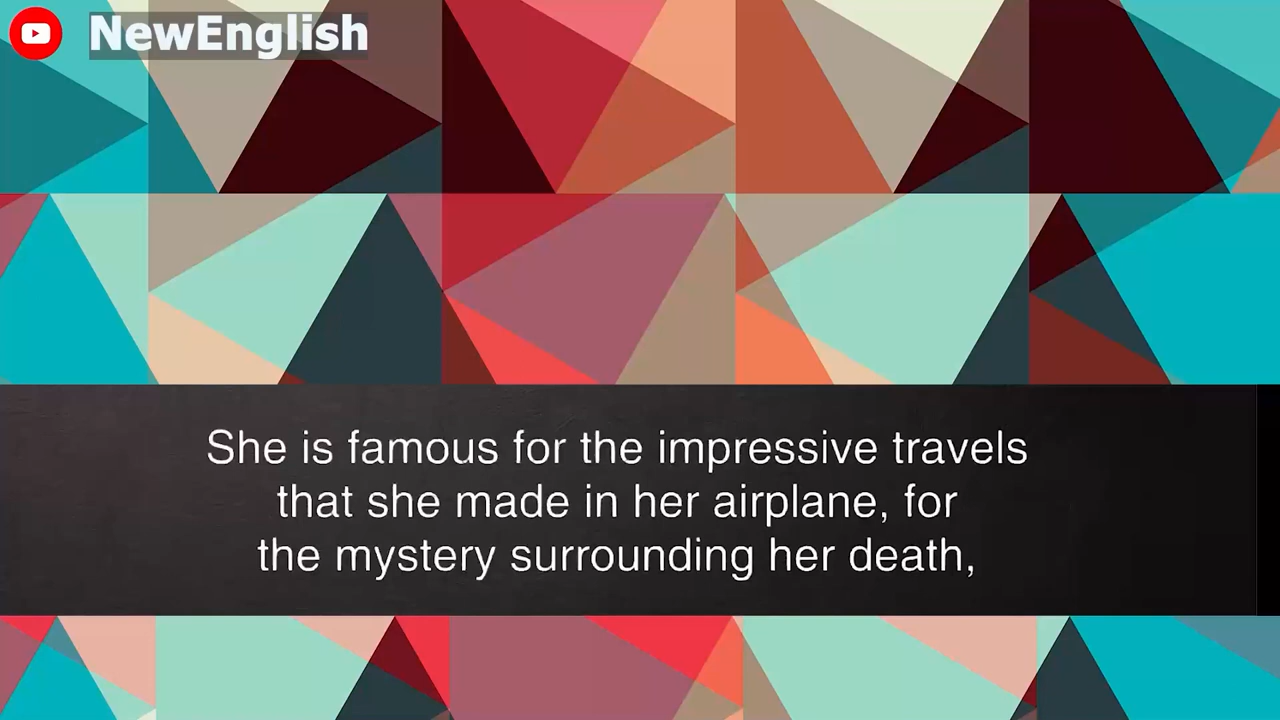 NewEnglish
She is famous for the impressive travels
that she made in her airplane, for
the mystery surrounding her death,